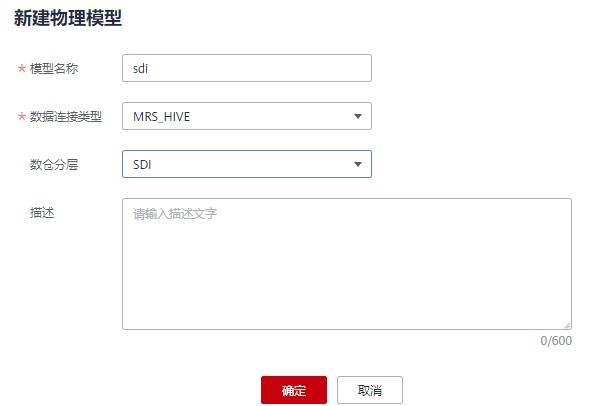 新建物理模型
* 模型名称 sdi
* 数据连接类型 MRS_HIVE
数仓分层 SDI
描述 请输入描述文字
0/600
确定 取消